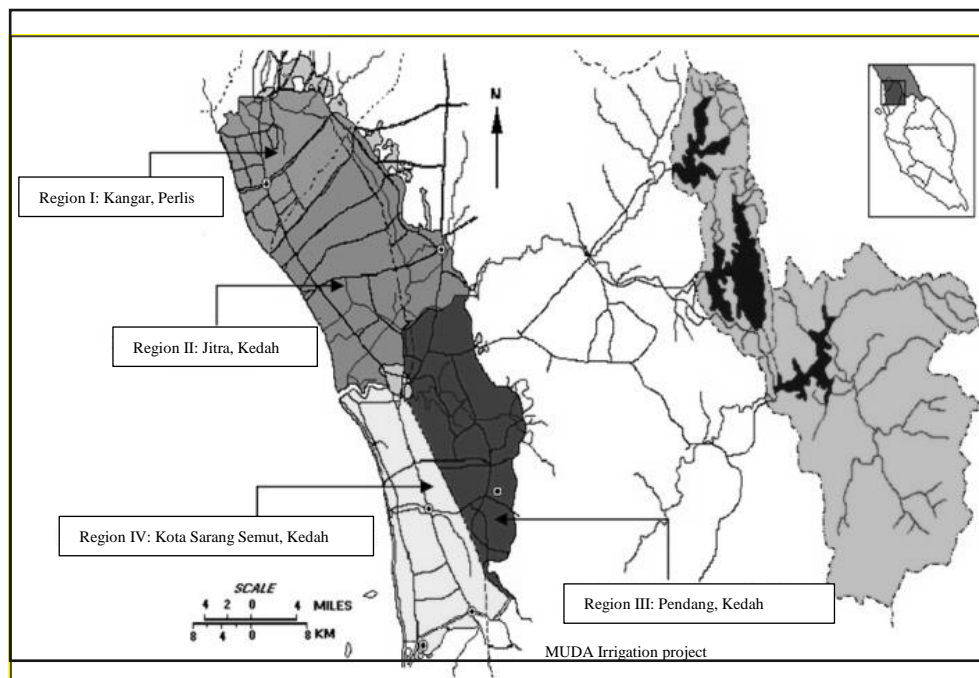 N
Region I: Kangar, Perlis
Region II: Jitra, Kedah
Region IV: Kota Sarang Semut, Kedah
Region III: Pendang, Kedah
SCALE
4 2 0 4 MILES
8 4 0 8 KM
MUDA Irrigation project